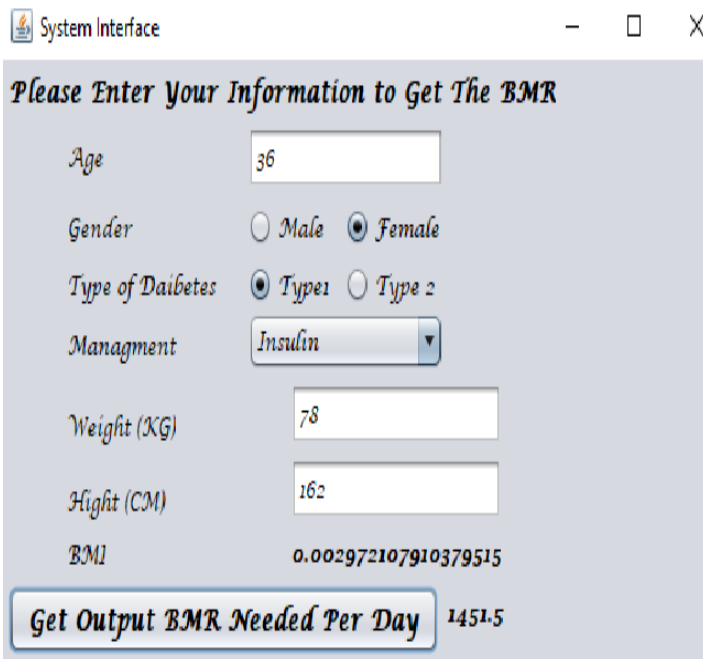 System Interface
Please Enter Your Information to Get The BMR
Age 36
Gender Male Female
Type of Daibetes Type1 Type 2
Managment Insulin
Weight (KG) 78
Hight (CM) 162
BMI 0.002972107910379515
Get Output BMR Needed Per Day 1451.5